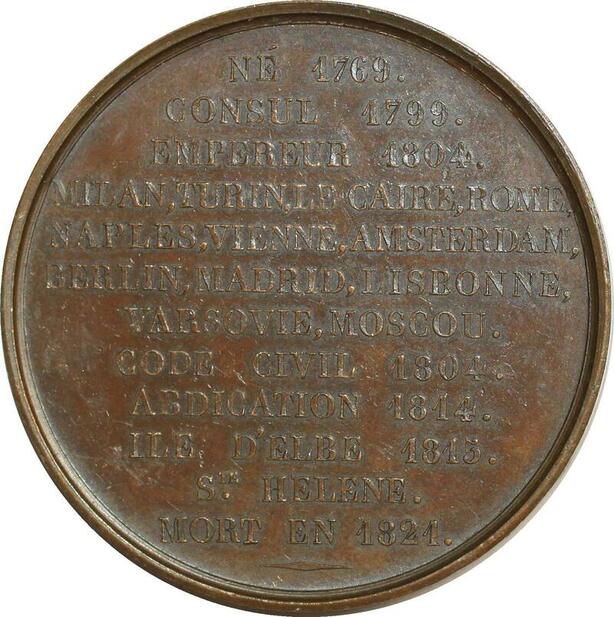 NÉ 1769.
CONSUL 1799.
EMPEREUR 1804.
MILAN, TURIN, LE CAIRE, ROME,
NAPLES, VIENNE, AMSTERDAM,
BERLIN, MADRID, LISBONNE,
VARSOVIE, MOSCOU.
CODE CIVIL 1804.
ABDICATION 1814.
ILE D'ELBE 1815.
STE HELENE.
MORT EN 1821.